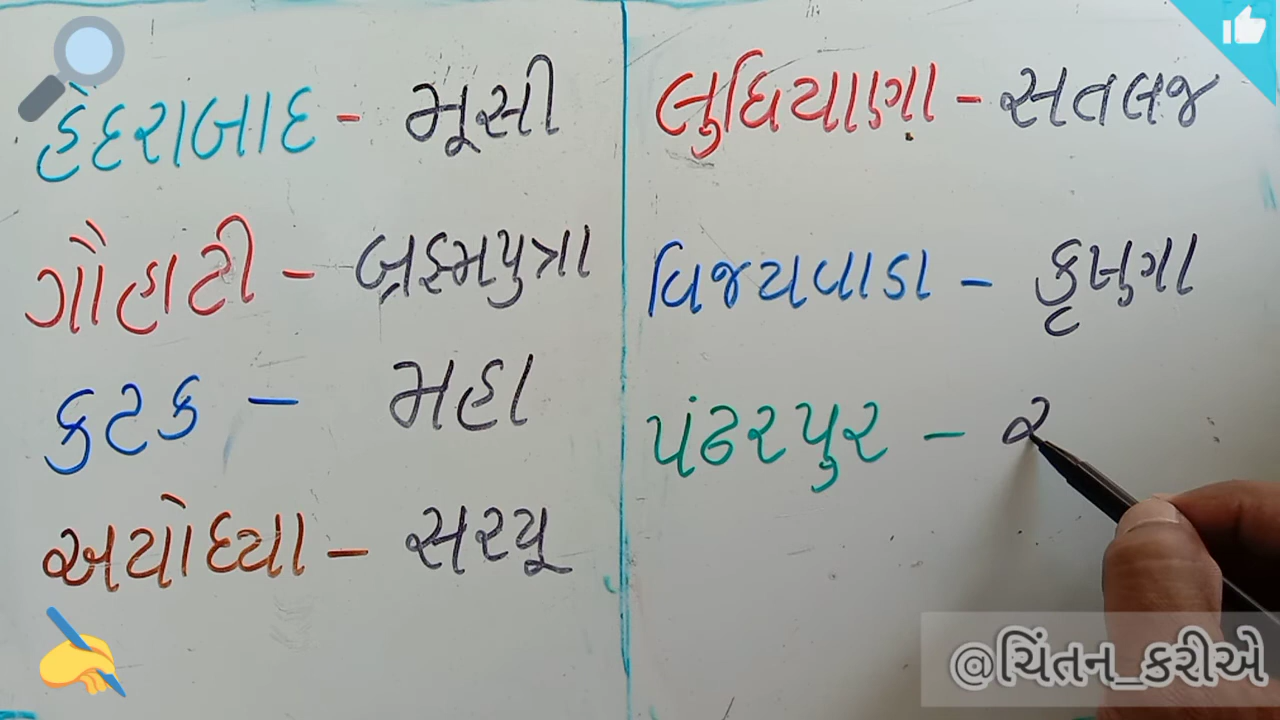 હૈદરાબાદ - મૂસી
ગૌહાટી - બ્રહ્મપુત્રા
કટક - મહા
અયોધ્યા - સરયૂ
લુધિયાણા - સતલજ
વિજયવાડા - કૃષ્ણા
પંઢરપુર -
@ચિંતન_કરીએ